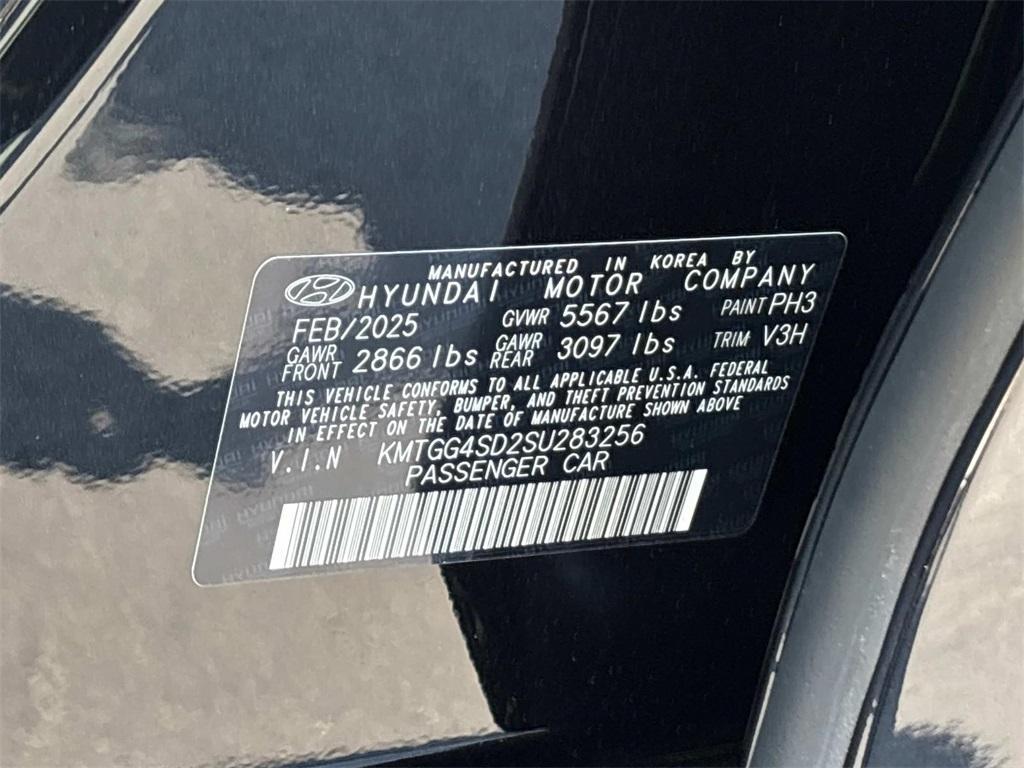 MANUFACTURED IN KOREA BY
HYUNDAI MOTOR COMPANY
FEB/2025 GVWR 5567 lbs PAINT PH3
GAWR FRONT 2866 lbs GAWR REAR 3097 lbs TRIM V3H
THIS VEHICLE CONFORMS TO ALL APPLICABLE U.S.A. FEDERAL
MOTOR VEHICLE SAFETY, BUMPER, AND THEFT PREVENTION STANDARDS
IN EFFECT ON THE DATE OF MANUFACTURE SHOWN ABOVE
V.I.N KMTGG4SD2SU283256
PASSENGER CAR